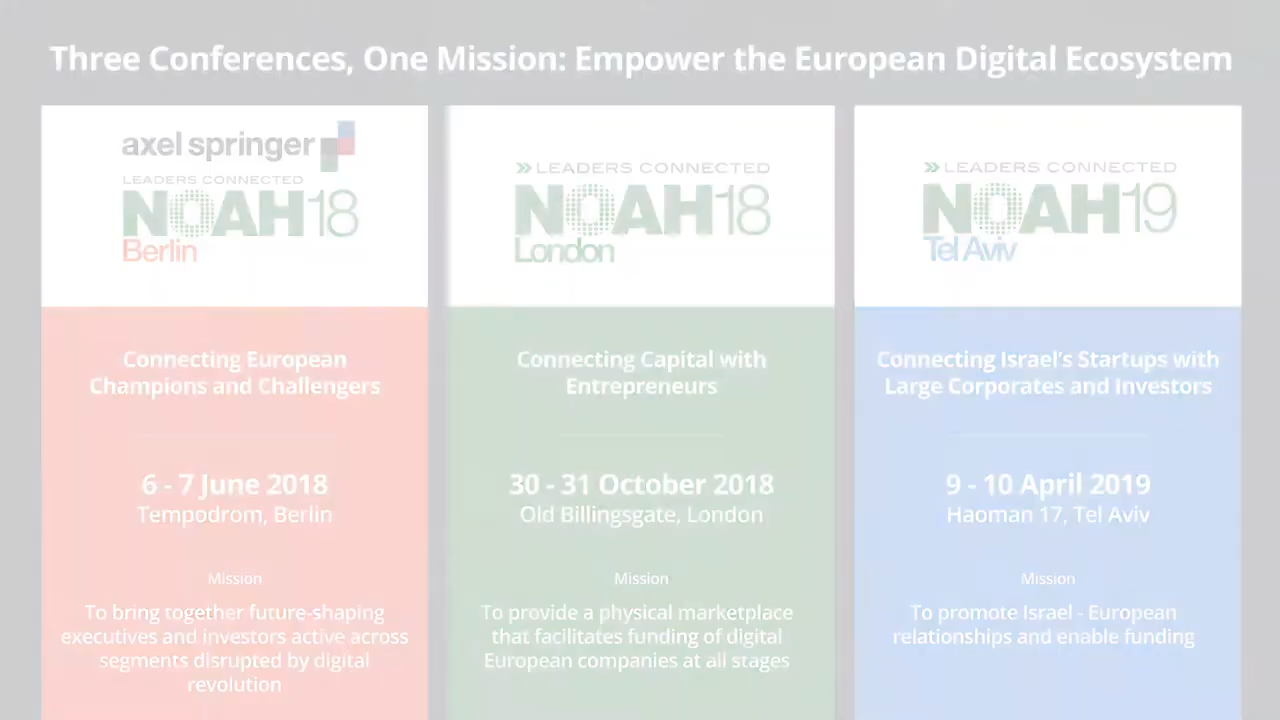 Three Conferences, One Mission: Empower the European Digital Ecosystem
axel springer
LEADERS CONNECTED
NOAH18
Berlin
Connecting European
Champions and Challengers
6 - 7 June 2018
Tempodrom, Berlin
Mission
To bring together future-shaping
executives and investors active across
segments disrupted by digital
revolution
LEADERS CONNECTED
NOAH18
London
Connecting Capital with
Entrepreneurs
30 - 31 October 2018
Old Billingsgate, London
Mission
To provide a physical marketplace
that facilitates funding of digital
European companies at all stages
LEADERS CONNECTED
NOAH19
Tel Aviv
Connecting Israel's Startups with
Large Corporates and Investors
9 - 10 April 2019
Haoman 17, Tel Aviv
Mission
To promote Israel - European
relationships and enable funding